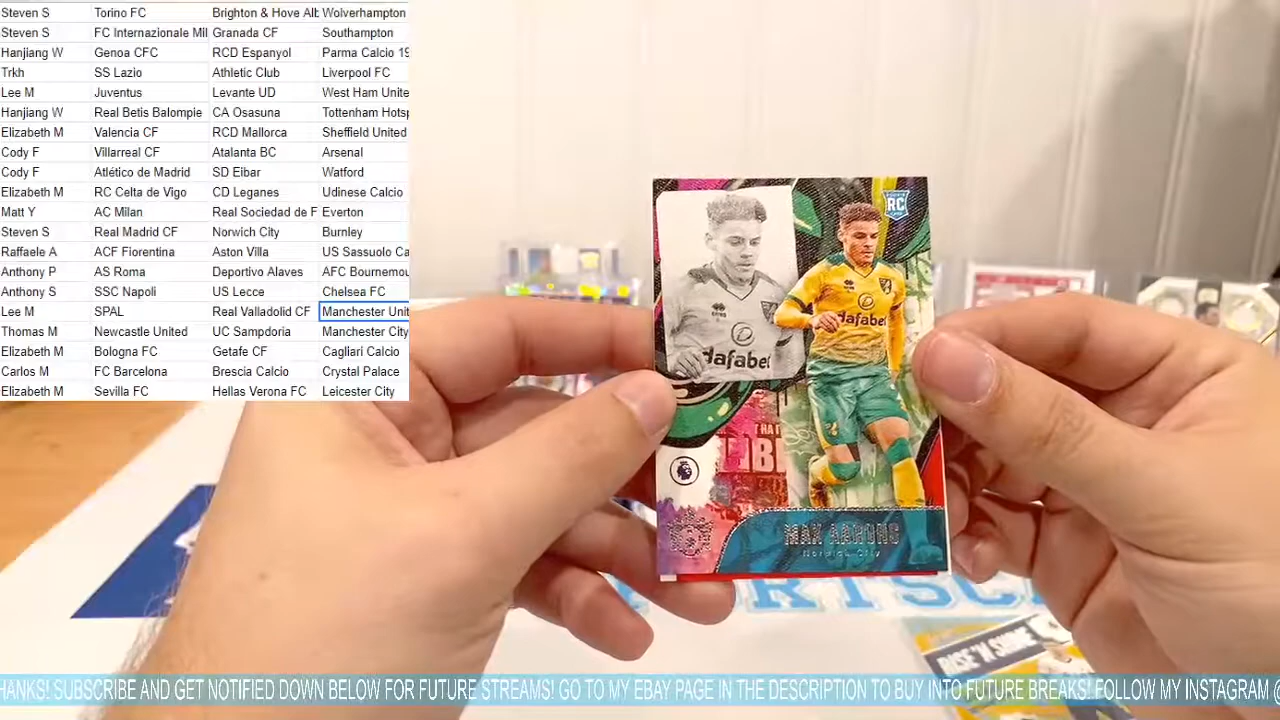 Steven S Torino FC Brighton & Hove Alb Wolverhampton
Steven S FC Internazionale Mil Granada CF Southampton
Hanjiang W Genoa CFC RCD Espanyol Parma Calcio 19
Trkh SS Lazio Athletic Club Liverpool FC
Lee M Juventus Levante UD West Ham Unite
Hanjiang W Real Betis Balompie CA Osasuna Tottenham Hotsp
Elizabeth M Valencia CF RCD Mallorca Sheffield United
Cody F Villarreal CF Atalanta BC Arsenal
Cody F Atlético de Madrid SD Eibar Watford
Elizabeth M RC Celta de Vigo CD Leganes Udinese Calcio
Matt Y AC Milan Real Sociedad de F Everton
Steven S Real Madrid CF Norwich City Burnley
Raffaele A ACF Fiorentina Aston Villa US Sassuolo Ca
Anthony P AS Roma Deportivo Alaves AFC Bournemou
Anthony S SSC Napoli US Lecce Chelsea FC
Lee M SPAL Real Valladolid CF Manchester Unit
Thomas M Newcastle United UC Sampdoria Manchester City
Elizabeth M Bologna FC Getafe CF Cagliari Calcio
Carlos M FC Barcelona Brescia Calcio Crystal Palace
Elizabeth M Sevilla FC Hellas Verona FC Leicester City
RC
dafabet
dafabet
MAX AARONS
Norwich City
RISE 'N SHINE
HANKS! SUBSCRIBE AND GET NOTIFIED DOWN BELOW FOR FUTURE STREAMS! GO TO MY EBAY PAGE IN THE DESCRIPTION TO BUY INTO FUTURE BREAKS! FOLLOW MY INSTAGRAM @